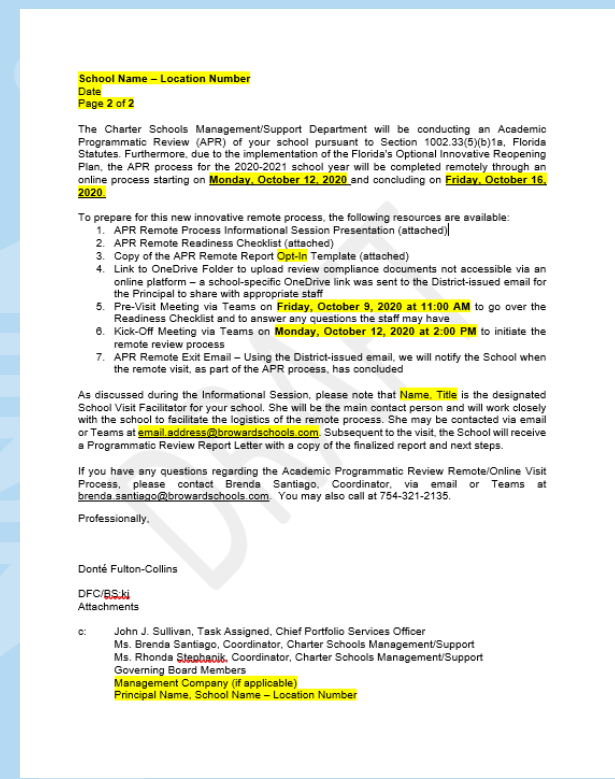 School Name – Location Number
Date
Page 2 of 2
The Charter Schools Management/Support Department will be conducting an Academic
Programmatic Review (APR) of your school pursuant to Section 1002.33(5)(b)1a, Florida
Statutes. Furthermore, due to the implementation of the Florida's Optional Innovative Reopening
Plan, the APR process for the 2020-2021 school year will be completed remotely through an
online process starting on Monday, October 12, 2020 and concluding on Friday, October 16,
2020.
To prepare for this new innovative remote process, the following resources are available:
1. APR Remote Process Informational Session Presentation (attached)
2. APR Remote Readiness Checklist (attached)
3. Copy of the APR Remote Report Opt-In Template (attached)
4. Link to OneDrive Folder to upload review compliance documents not accessible via an
online platform – a school-specific OneDrive link was sent to the District-issued email for
the Principal to share with appropriate staff
5. Pre-Visit Meeting via Teams on Friday, October 9, 2020 at 11:00 AM to go over the
Readiness Checklist and to answer any questions the staff may have
6. Kick-Off Meeting via Teams on Monday, October 12, 2020 at 2:00 PM to initiate the
remote review process
7. APR Remote Exit Email – Using the District-issued email, we will notify the School when
the remote visit, as part of the APR process, has concluded
As discussed during the Informational Session, please note that Name, Title is the designated
School Visit Facilitator for your school. She will be the main contact person and will work closely
with the school to facilitate the logistics of the remote process. She may be contacted via email
or Teams at email.address@browardschools.com. Subsequent to the visit, the School will receive
a Programmatic Review Report Letter with a copy of the finalized report and next steps.
If you have any questions regarding the Academic Programmatic Review Remote/Online Visit
Process, please contact Brenda Santiago, Coordinator, via email or Teams at
brenda.santiago@browardschools.com. You may also call at 754-321-2135.
Professionally,
Donté Fulton-Collins
DFC/BS:kj
Attachments
c: John J. Sullivan, Task Assigned, Chief Portfolio Services Officer
Ms. Brenda Santiago, Coordinator, Charter Schools Management/Support
Ms. Rhonda Stephanik, Coordinator, Charter Schools Management/Support
Governing Board Members
Management Company (if applicable)
Principal Name, School Name – Location Number
DRAFT